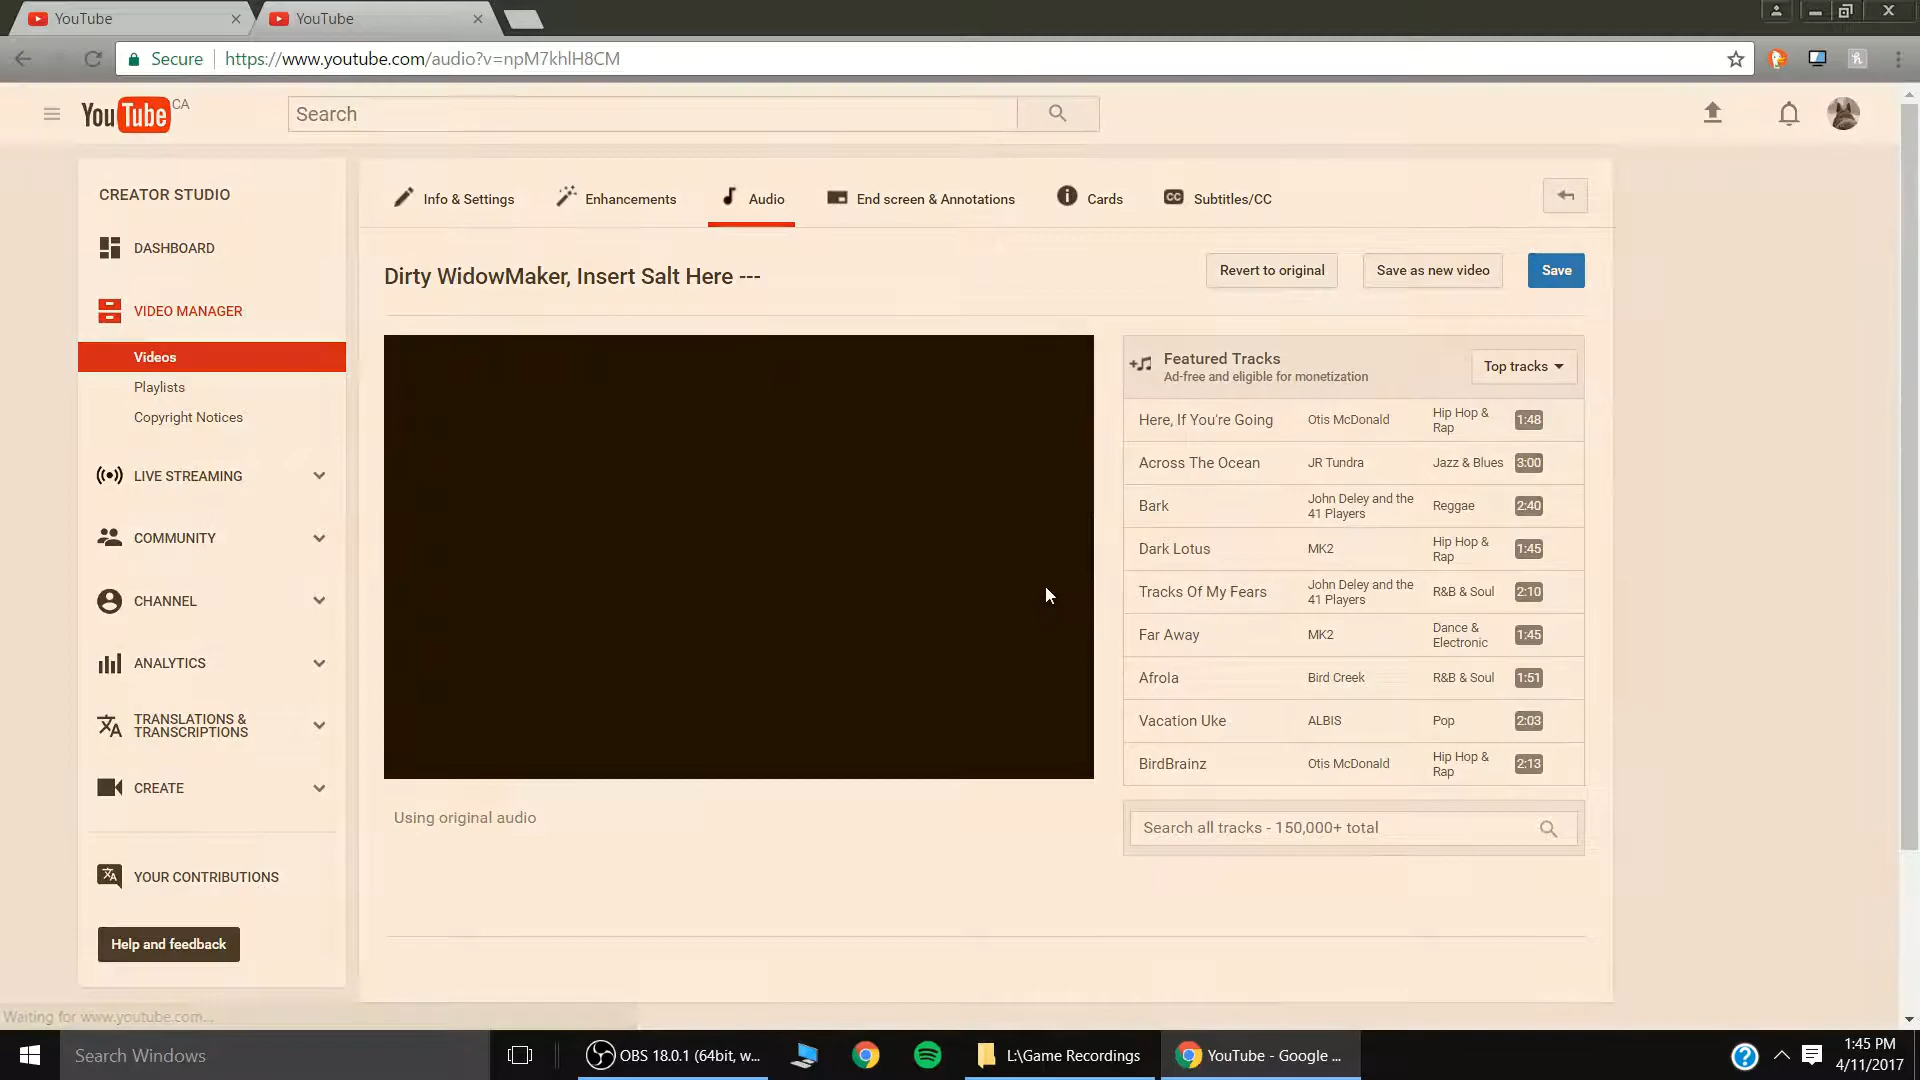 YouTube
YouTube
Secure
https://www.youtube.com/audio?v=npM7khlH8CM
YouTube CA
Search
CREATOR STUDIO
DASHBOARD
VIDEO MANAGER
Videos
Playlists
Copyright Notices
LIVE STREAMING
COMMUNITY
CHANNEL
ANALYTICS
TRANSLATIONS &
TRANSCRIPTIONS
CREATE
YOUR CONTRIBUTIONS
Help and feedback
Info & Settings
Enhancements
Audio
End screen & Annotations
Cards
CC Subtitles/CC
Dirty WidowMaker, Insert Salt Here ---
Revert to original
Save as new video
Save
Using original audio
Featured Tracks
Ad-free and eligible for monetization
Top tracks
Here, If You're Going Otis McDonald Hip Hop &
Rap 1:48
Across The Ocean JR Tundra Jazz & Blues 3:00
Bark John Deley and the
41 Players Reggae 2:40
Dark Lotus MK2 Hip Hop &
Rap 1:45
Tracks Of My Fears John Deley and the
41 Players R&B & Soul 2:10
Far Away MK2 Dance &
Electronic 1:45
Afrola Bird Creek R&B & Soul 1:51
Vacation Uke ALBIS Pop 2:03
BirdBrainz Otis McDonald Hip Hop &
Rap 2:13
Search all tracks - 150,000+ total
Waiting for www.youtube.com...
Search Windows
OBS 18.0.1 (64bit, w...
L:\Game Recordings
YouTube - Google ...
1:45 PM
4/11/2017